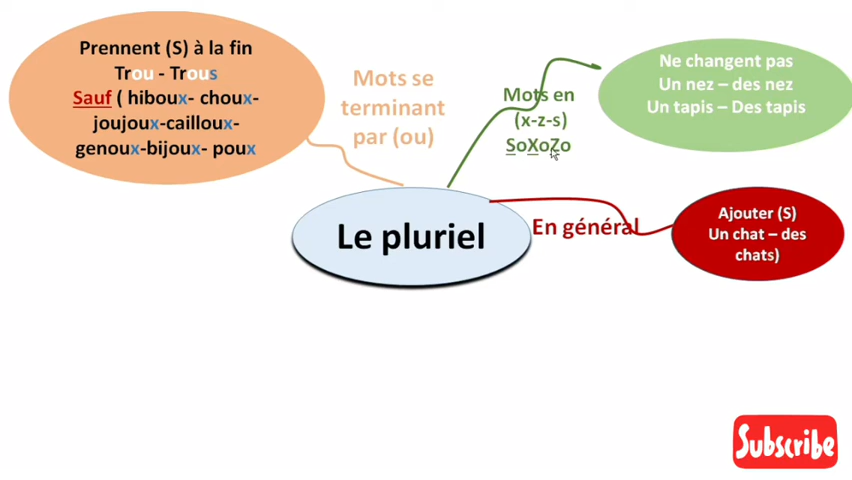 Prennent (S) à la fin
Trou - Trous
Sauf ( hiboux- choux-
joujoux-cailloux-
genoux-bijoux- poux
Mots se
terminant
par (ou)
Mots en
(x-z-s)
SoXoZo
Ne changent pas
Un nez – des nez
Un tapis – Des tapis
Le pluriel
En général
Ajouter (S)
Un chat – des
chats)
Subscribe